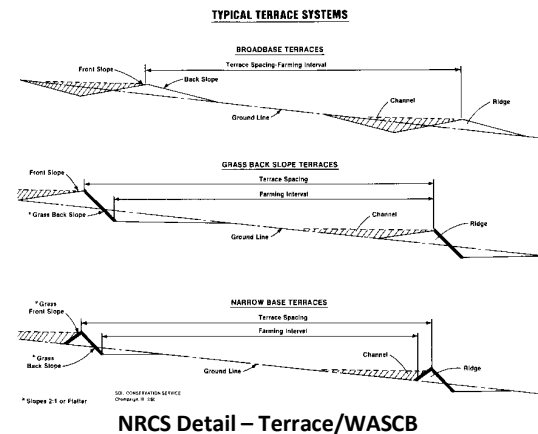 TYPICAL TERRACE SYSTEMS
BROADBASE TERRACES
Terrace Spacing-Farming Interval
Front Slope
Back Slope
Channel
Ridge
Ground Line
GRASS BACK SLOPE TERRACES
Front Slope
Terrace Spacing
Farming Interval
* Grass Back Slope
Channel
Ground Line
Ridge
NARROW BASE TERRACES
* Grass
Front Slope
Terrace Spacing
Farming Interval
* Grass
Back Slope
Channel
Ground Line
Ridge
* Slopes 2:1 or Flatter
SOIL CONSERVATION SERVICE
NRCS Detail – Terrace/WASCB